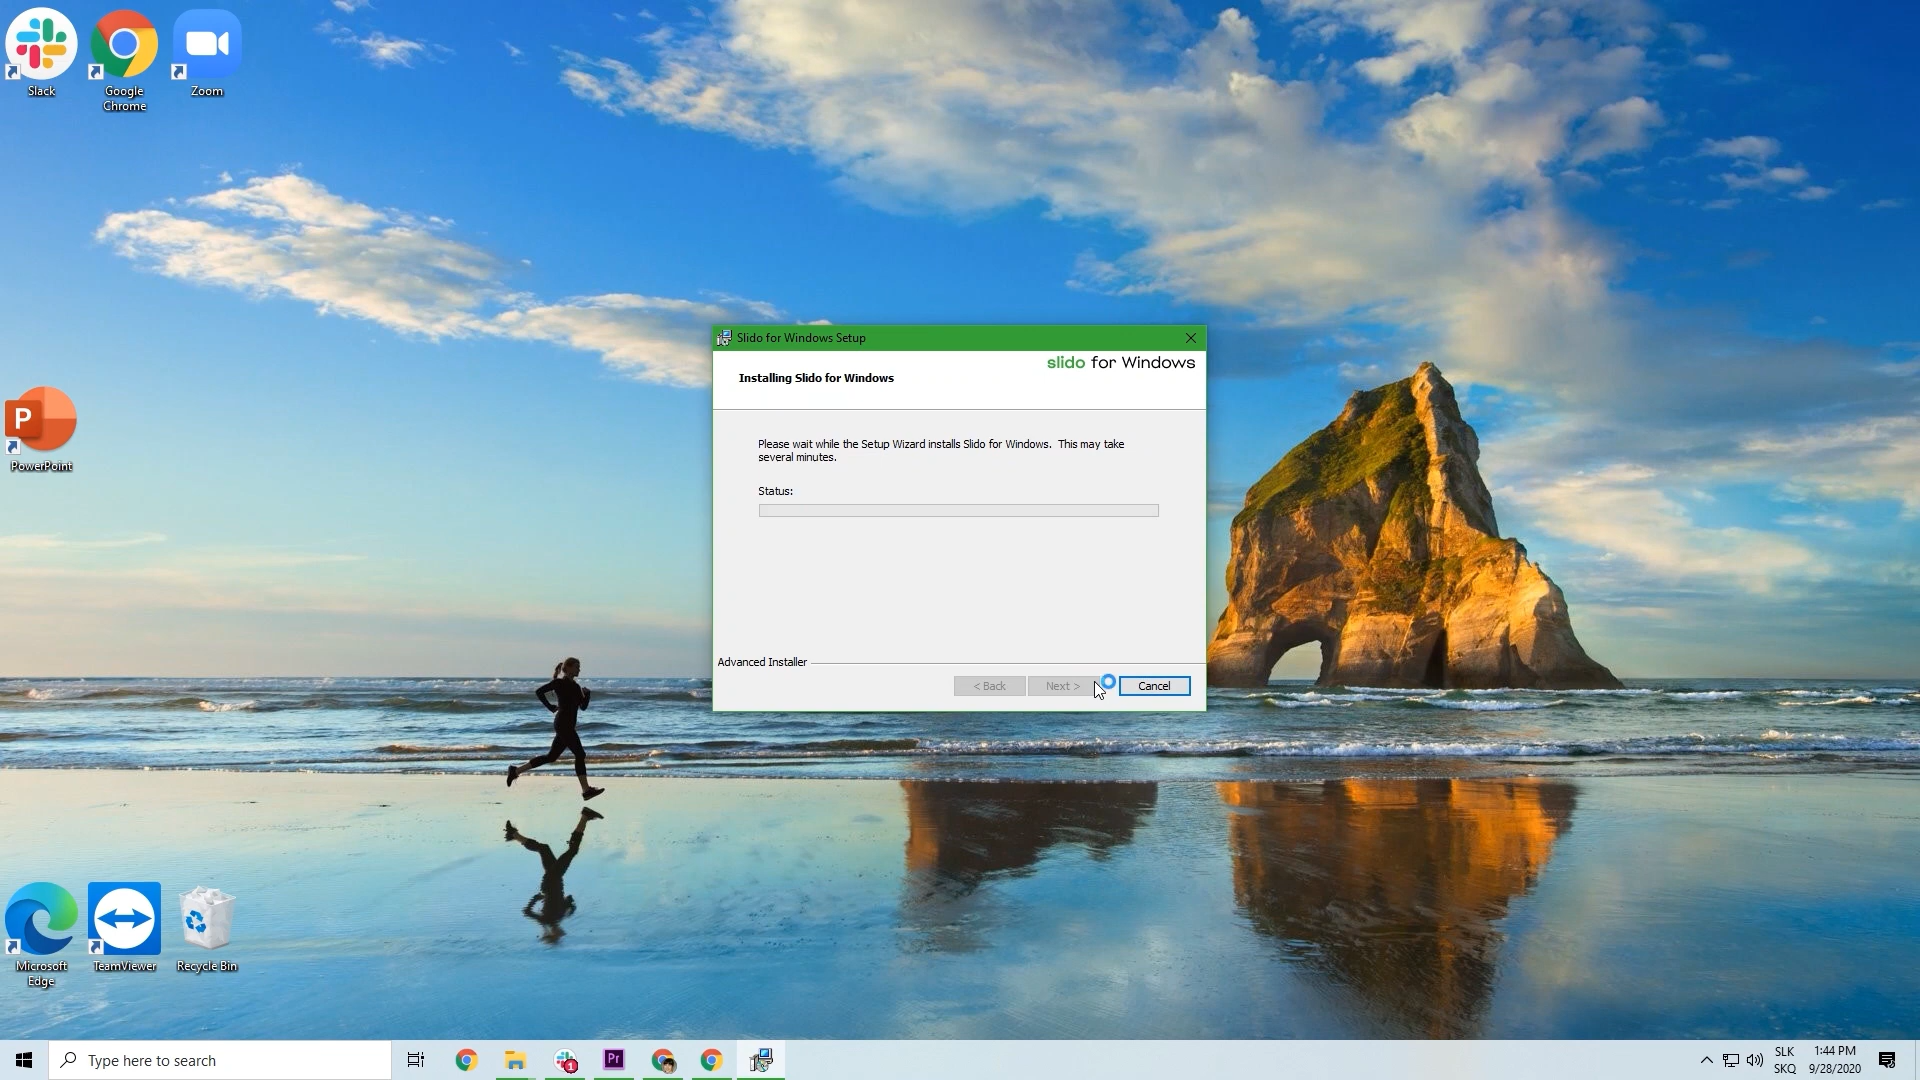 Slack
Google
Chrome
Zoom
Slido for Windows Setup
slido for Windows
Installing Slido for Windows
Please wait while the Setup Wizard installs Slido for Windows.  This may take
several minutes.
Status:
Advanced Installer
< Back
Next >
Cancel
P
PowerPoint
Microsoft
Edge
TeamViewer
Recycle Bin
Type here to search
1
Pr
SLK
SKQ
1:44 PM
9/28/2020